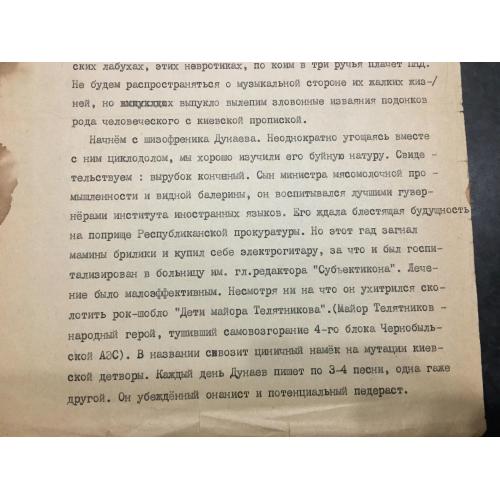 ских лабухах, этих невротиках, по коим в три ручья плачет ПНД.
Не будем распространяться о музыкальной стороне их жалких жиз-/
ней, но выпукло вылепим зловонные изваяния подонков
рода человеческого с киевской пропиской.
Начнём с шизофреника Дунаева. Неоднократно угощаясь вместе
с ним циклодолом, мы хорошо изучили его буйную натуру. Свиде -
тельствуем : вырубок конченый. Сын министра мясомолочной про -
мышленности и видной балерины, он воспитывался лучшими гувер-
нёрами института иностранных языков. Его ждала блестящая будущность
на поприще Республиканской прокуратуры. Но этот гад загнал
мамины брилики и купил себе электрогитару, за что и был госпи-
тализирован в больницу им. гл.редактора "Субъектикона". Лече-
ние было малоэффективным. Несмотря ни на что он ухитрился ско-
лотить рок-шобло "Дети майора Телятникова".(Майор Телятников -
народный герой, тушивший самовозгорание 4-го блока Чернобыль-
ской АЭС). В названии сквозит циничный намёк на мутации киев-
ской детворы. Каждый день Дунаев пишет по 3-4 песни, одна гаже
другой. Он убеждённый онанист и потенциальный педераст.